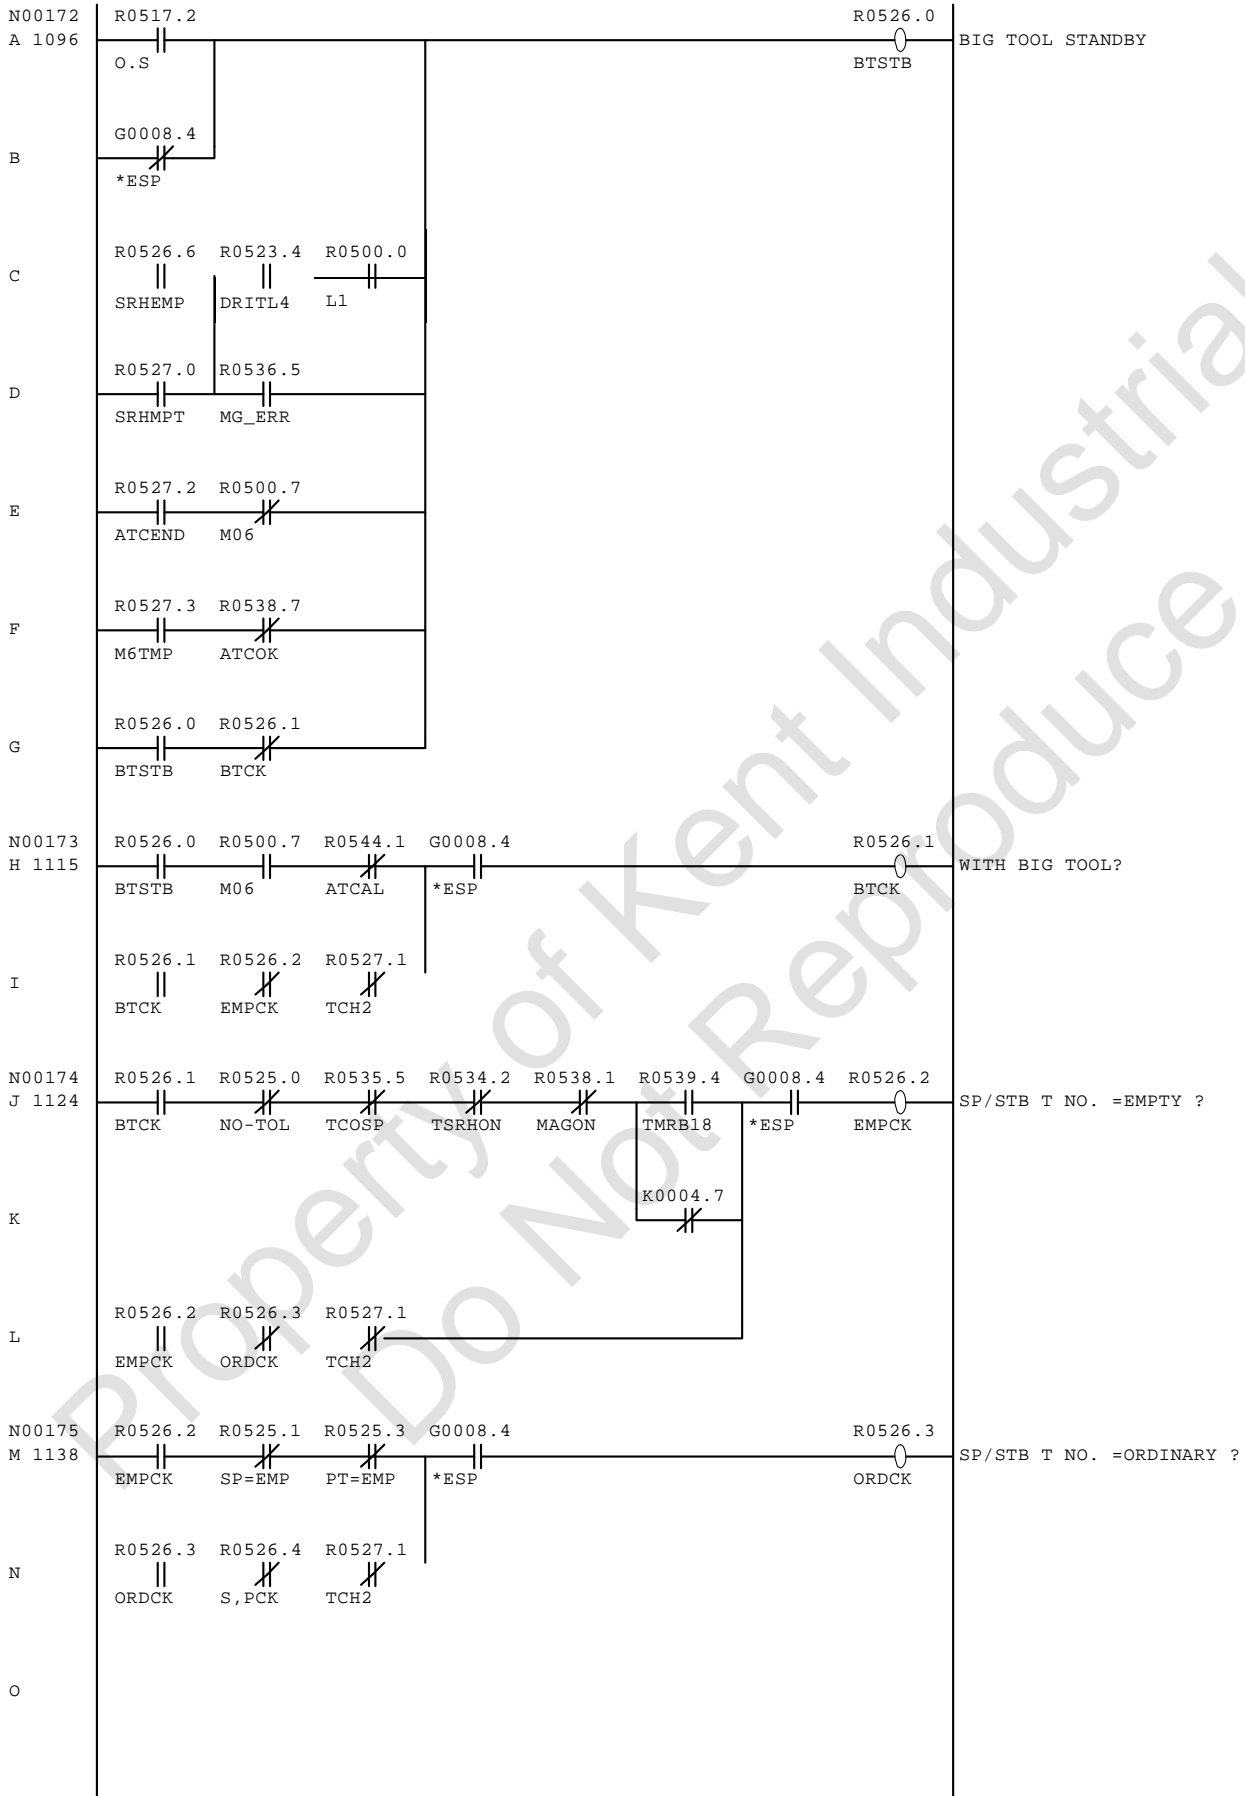 N00172 R0517.2 R0526.0
A 1096 BIG TOOL STANDBY
O.S BTSTB
G0008.4
B
*ESP
R0526.6 R0523.4 R0500.0
C
SRHEMP DRITL4 L1
R0527.0 R0536.5
D
SRHMPT MG_ERR
R0527.2 R0500.7
E
ATCEND M06
R0527.3 R0538.7
F
M6TMP ATCOK
R0526.0 R0526.1
G
BTSTB BTCK
N00173 R0526.0 R0500.7 R0544.1 G0008.4 R0526.1
H 1115 WITH BIG TOOL?
BTSTB M06 ATCAL *ESP BTCK
R0526.1 R0526.2 R0527.1
I
BTCK EMPCK TCH2
N00174 R0526.1 R0525.0 R0535.5 R0534.2 R0538.1 R0539.4 G0008.4 R0526.2
J 1124 SP/STB T NO. =EMPTY ?
BTCK NO-TOL TCOSP TSRHON MAGON TMRB18 *ESP EMPCK
K0004.7
K
R0526.2 R0526.3 R0527.1
L
EMPCK ORDCK TCH2
N00175 R0526.2 R0525.1 R0525.3 G0008.4 R0526.3
M 1138 SP/STB T NO. =ORDINARY ?
EMPCK SP=EMP PT=EMP *ESP ORDCK
R0526.3 R0526.4 R0527.1
N
ORDCK S,PCK TCH2
O
Property of Kent Industrial
Do Not Reproduce